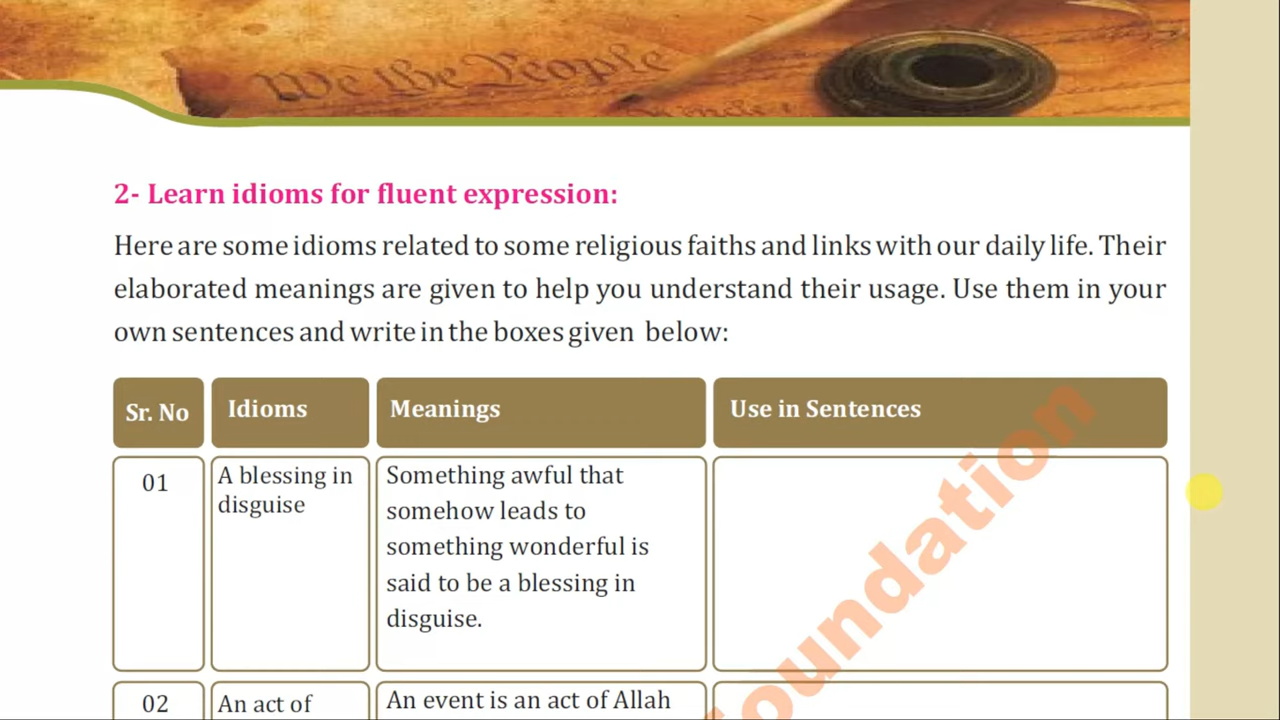 We the People
2- Learn idioms for fluent expression:
Here are some idioms related to some religious faiths and links with our daily life. Their
elaborated meanings are given to help you understand their usage. Use them in your
own sentences and write in the boxes given below:
Sr. No Idioms Meanings Use in Sentences
01 A blessing in disguise Something awful that
somehow leads to
something wonderful is
said to be a blessing in
disguise.
02 An act of An event is an act of Allah
oundation